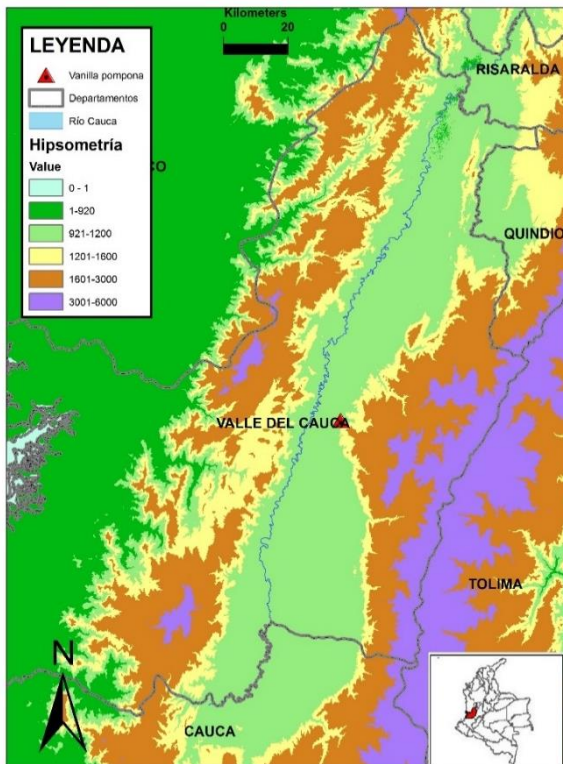 Kilometers
0 20
LEYENDA
Vanilla pompona
Departamentos
Río Cauca
Hipsometría
Value
0 - 1
1-920
921-1200
1201-1600
1601-3000
3001-6000
CO
RISARALDA
QUINDIO
VALLE DEL CAUCA
TOLIMA
N
CAUCA